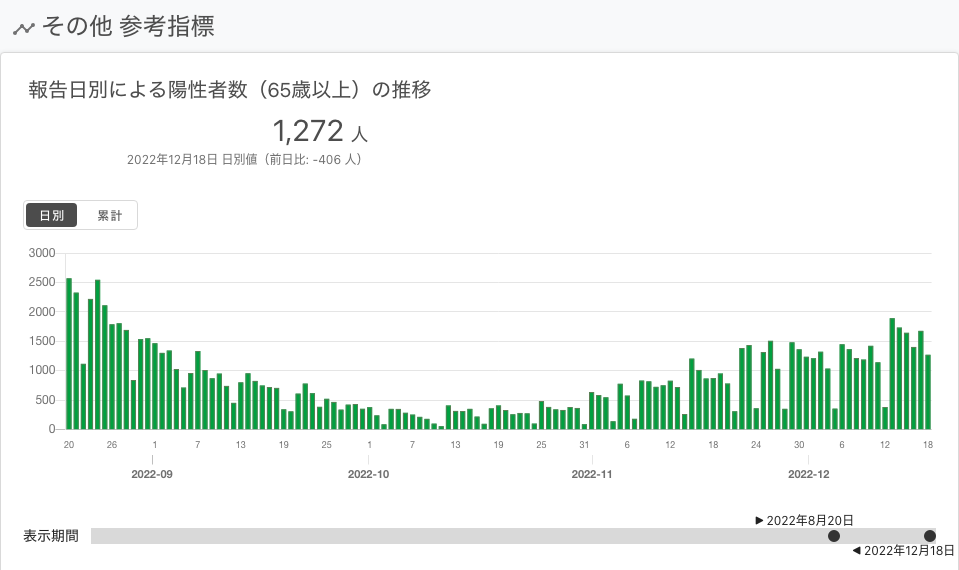 その他 参考指標
報告日別による陽性者数（65歳以上）の推移
1,272 人
2022年12月18日 日別値（前日比: -406 人）
日別 累計
3000
2500
2000
1500
1000
500
0
20 26 1 7 13 19 25 1 7 13 19 25 31 6 12 18 24 30 6 12 18
2022-09 2022-10 2022-11 2022-12
2022年8月20日
表示期間
2022年12月18日